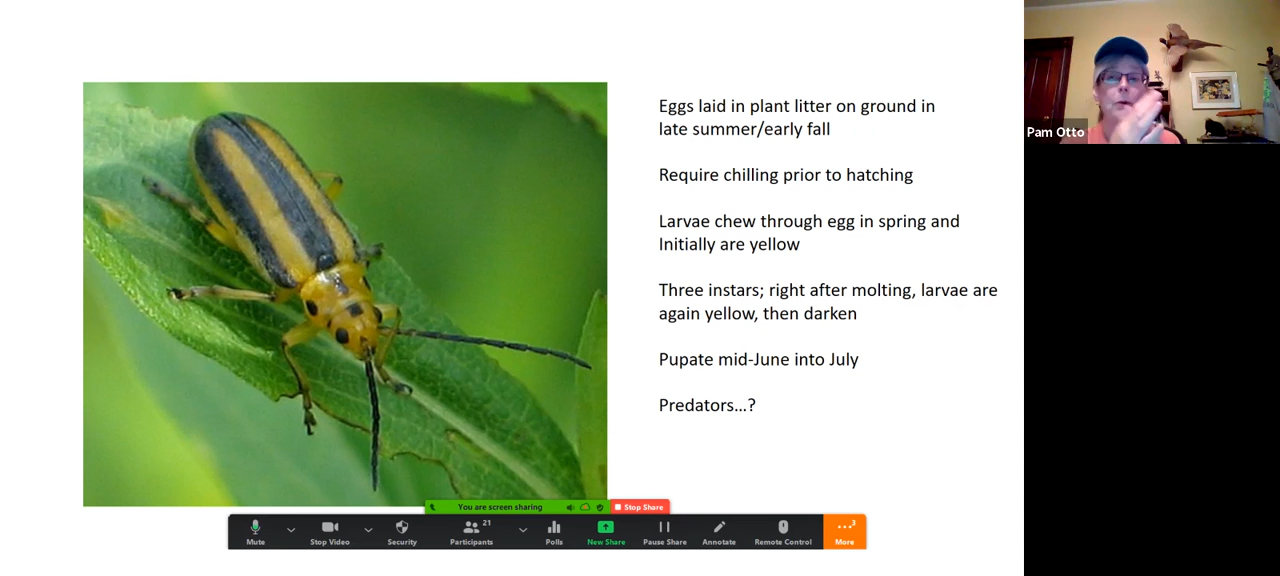 Eggs laid in plant litter on ground in
late summer/early fall
Require chilling prior to hatching
Larvae chew through egg in spring and
Initially are yellow
Three instars; right after molting, larvae are
again yellow, then darken
Pupate mid-June into July
Predators…?
Pam Otto
You are screen sharing
Stop Share
Mute
Stop Video
Security
Participants
21
Polls
New Share
Pause Share
Annotate
Remote Control
More
3